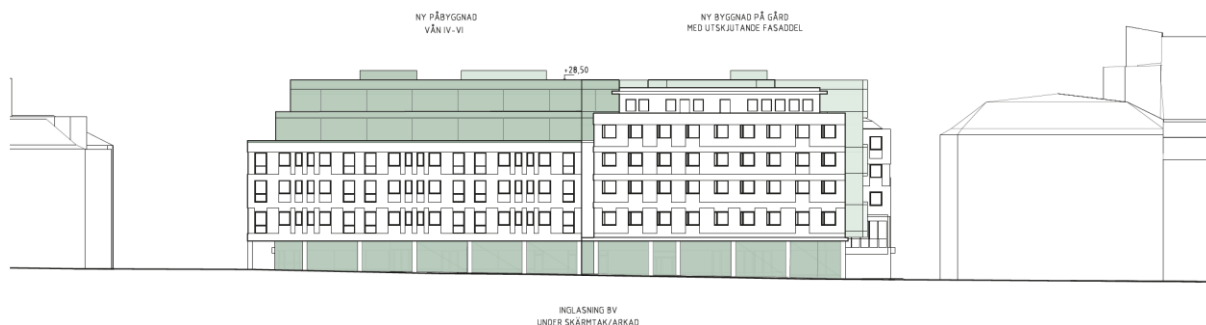 NY PÅBYGGNAD
VÅN IV-VI
NY BYGGNAD PÅ GÅRD
MED UTSKJUTANDE FASADDEL
+28,50
INGLASNING BV
UNDER SKÄRMTAK/ARKAD